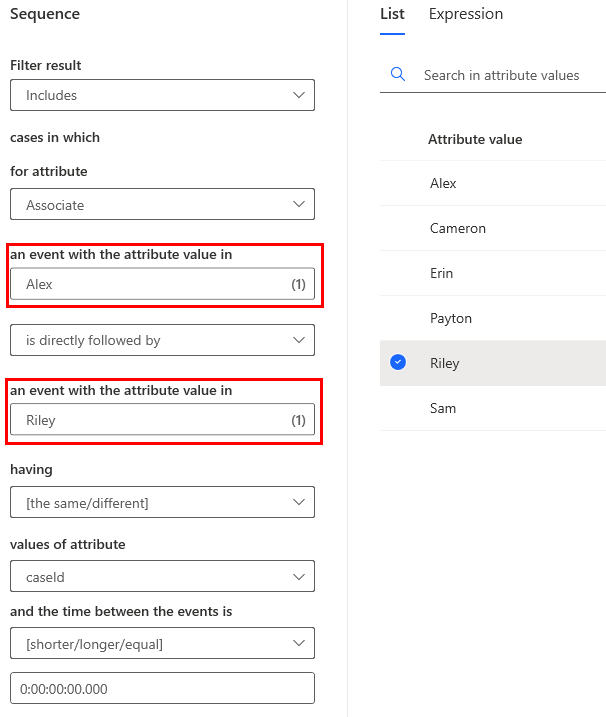 Sequence
Filter result
Includes
cases in which
for attribute
Associate
an event with the attribute value in
Alex (1)
is directly followed by
an event with the attribute value in
Riley (1)
having
[the same/different]
values of attribute
caseId
and the time between the events is
[shorter/longer/equal]
0:00:00:00.000
List Expression
Search in attribute values
Attribute value
Alex
Cameron
Erin
Payton
Riley
Sam